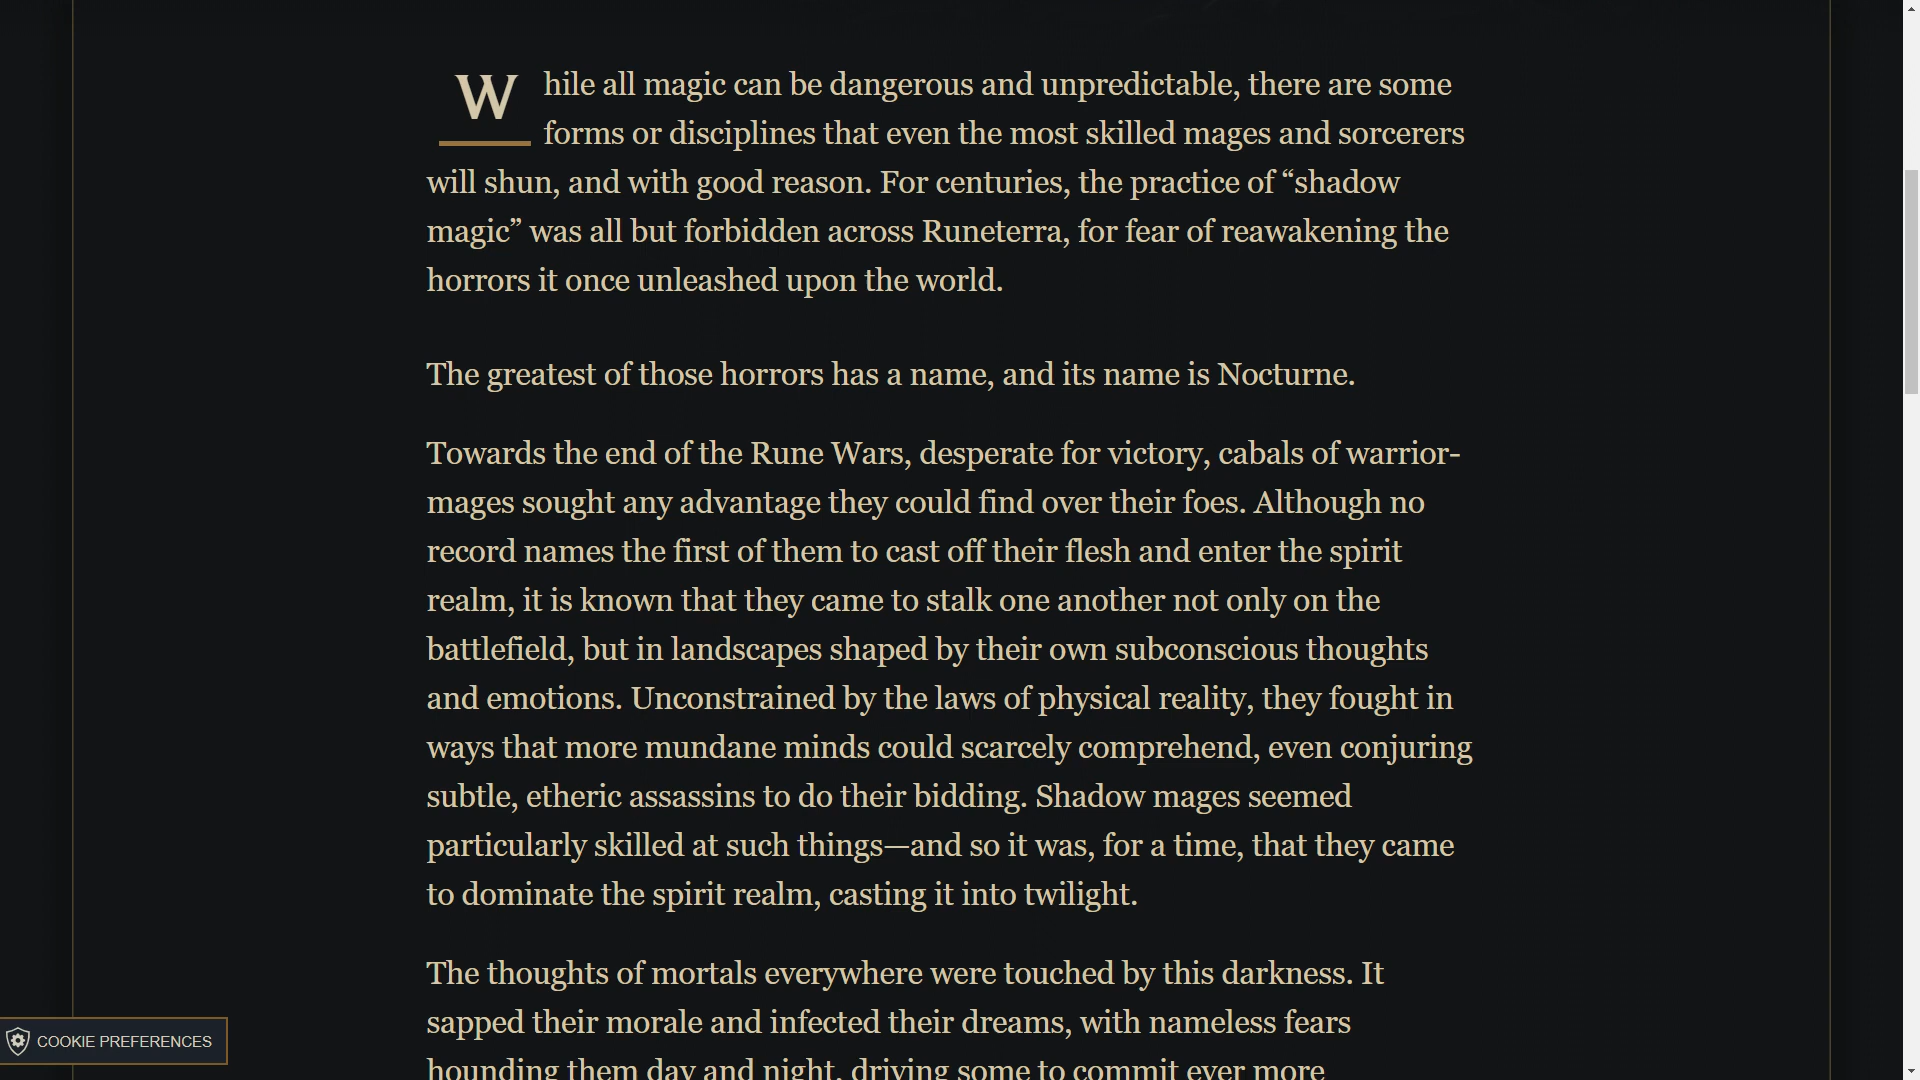 While all magic can be dangerous and unpredictable, there are some
forms or disciplines that even the most skilled mages and sorcerers
will shun, and with good reason. For centuries, the practice of “shadow
magic” was all but forbidden across Runeterra, for fear of reawakening the
horrors it once unleashed upon the world.
The greatest of those horrors has a name, and its name is Nocturne.
Towards the end of the Rune Wars, desperate for victory, cabals of warrior-
mages sought any advantage they could find over their foes. Although no
record names the first of them to cast off their flesh and enter the spirit
realm, it is known that they came to stalk one another not only on the
battlefield, but in landscapes shaped by their own subconscious thoughts
and emotions. Unconstrained by the laws of physical reality, they fought in
ways that more mundane minds could scarcely comprehend, even conjuring
subtle, etheric assassins to do their bidding. Shadow mages seemed
particularly skilled at such things—and so it was, for a time, that they came
to dominate the spirit realm, casting it into twilight.
The thoughts of mortals everywhere were touched by this darkness. It
sapped their morale and infected their dreams, with nameless fears
hounding them day and night, driving some to commit ever more
COOKIE PREFERENCES